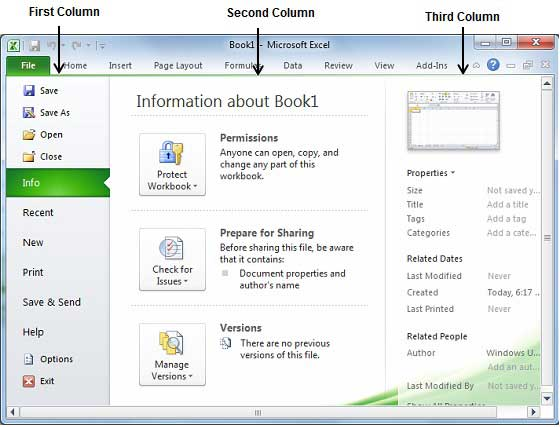 First Column
Second Column
Third Column
Book1 - Microsoft Excel
File Home Insert Page Layout Formulas Data Review View Add-Ins
Save
Save As
Open
Close
Info
Recent
New
Print
Save & Send
Help
Options
Exit
Information about Book1
Protect
Workbook
Permissions
Anyone can open, copy, and
change any part of this
workbook.
Check for
Issues
Prepare for Sharing
Before sharing this file, be aware
that it contains:
Document properties and
author's name
Manage
Versions
Versions
There are no previous
versions of this file.
Properties
Size Not saved y...
Title Add a title
Tags Add a tag
Categories Add a cate...
Related Dates
Last Modified Never
Created Today, 6:17 ...
Last Printed Never
Related People
Author Windows U...
Add an aut...
Last Modified By Not saved y...
Show All Properties